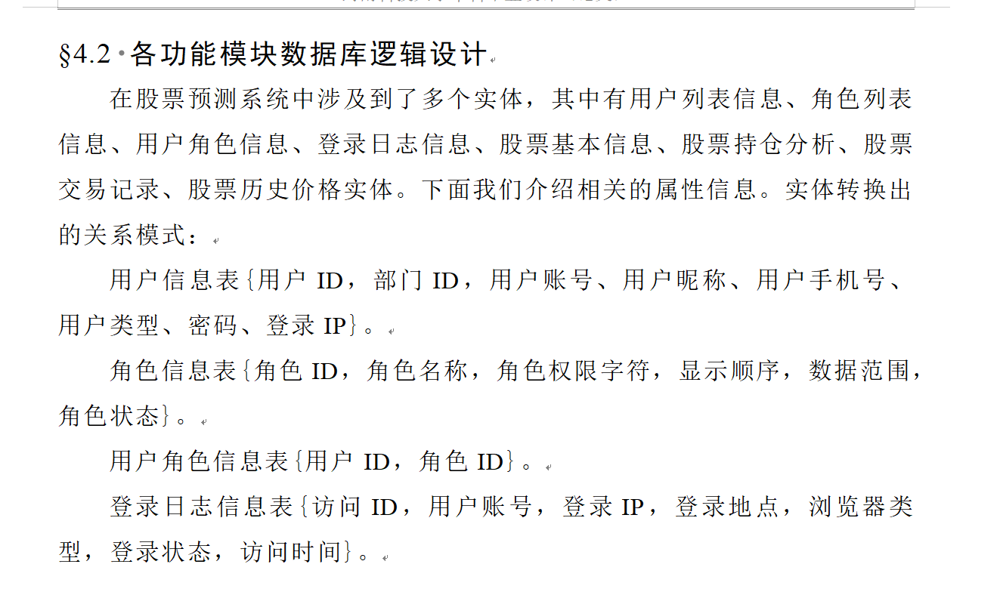 §4.2 各功能模块数据库逻辑设计
在股票预测系统中涉及到了多个实体，其中有用户列表信息、角色列表
信息、用户角色信息、登录日志信息、股票基本信息、股票持仓分析、股票
交易记录、股票历史价格实体。下面我们介绍相关的属性信息。实体转换出
的关系模式：
用户信息表{用户 ID，部门 ID，用户账号、用户昵称、用户手机号、
用户类型、密码、登录 IP}。
角色信息表{角色 ID，角色名称，角色权限字符，显示顺序，数据范围，
角色状态}。
用户角色信息表{用户 ID，角色 ID}。
登录日志信息表{访问 ID，用户账号，登录 IP，登录地点，浏览器类
型，登录状态，访问时间}。